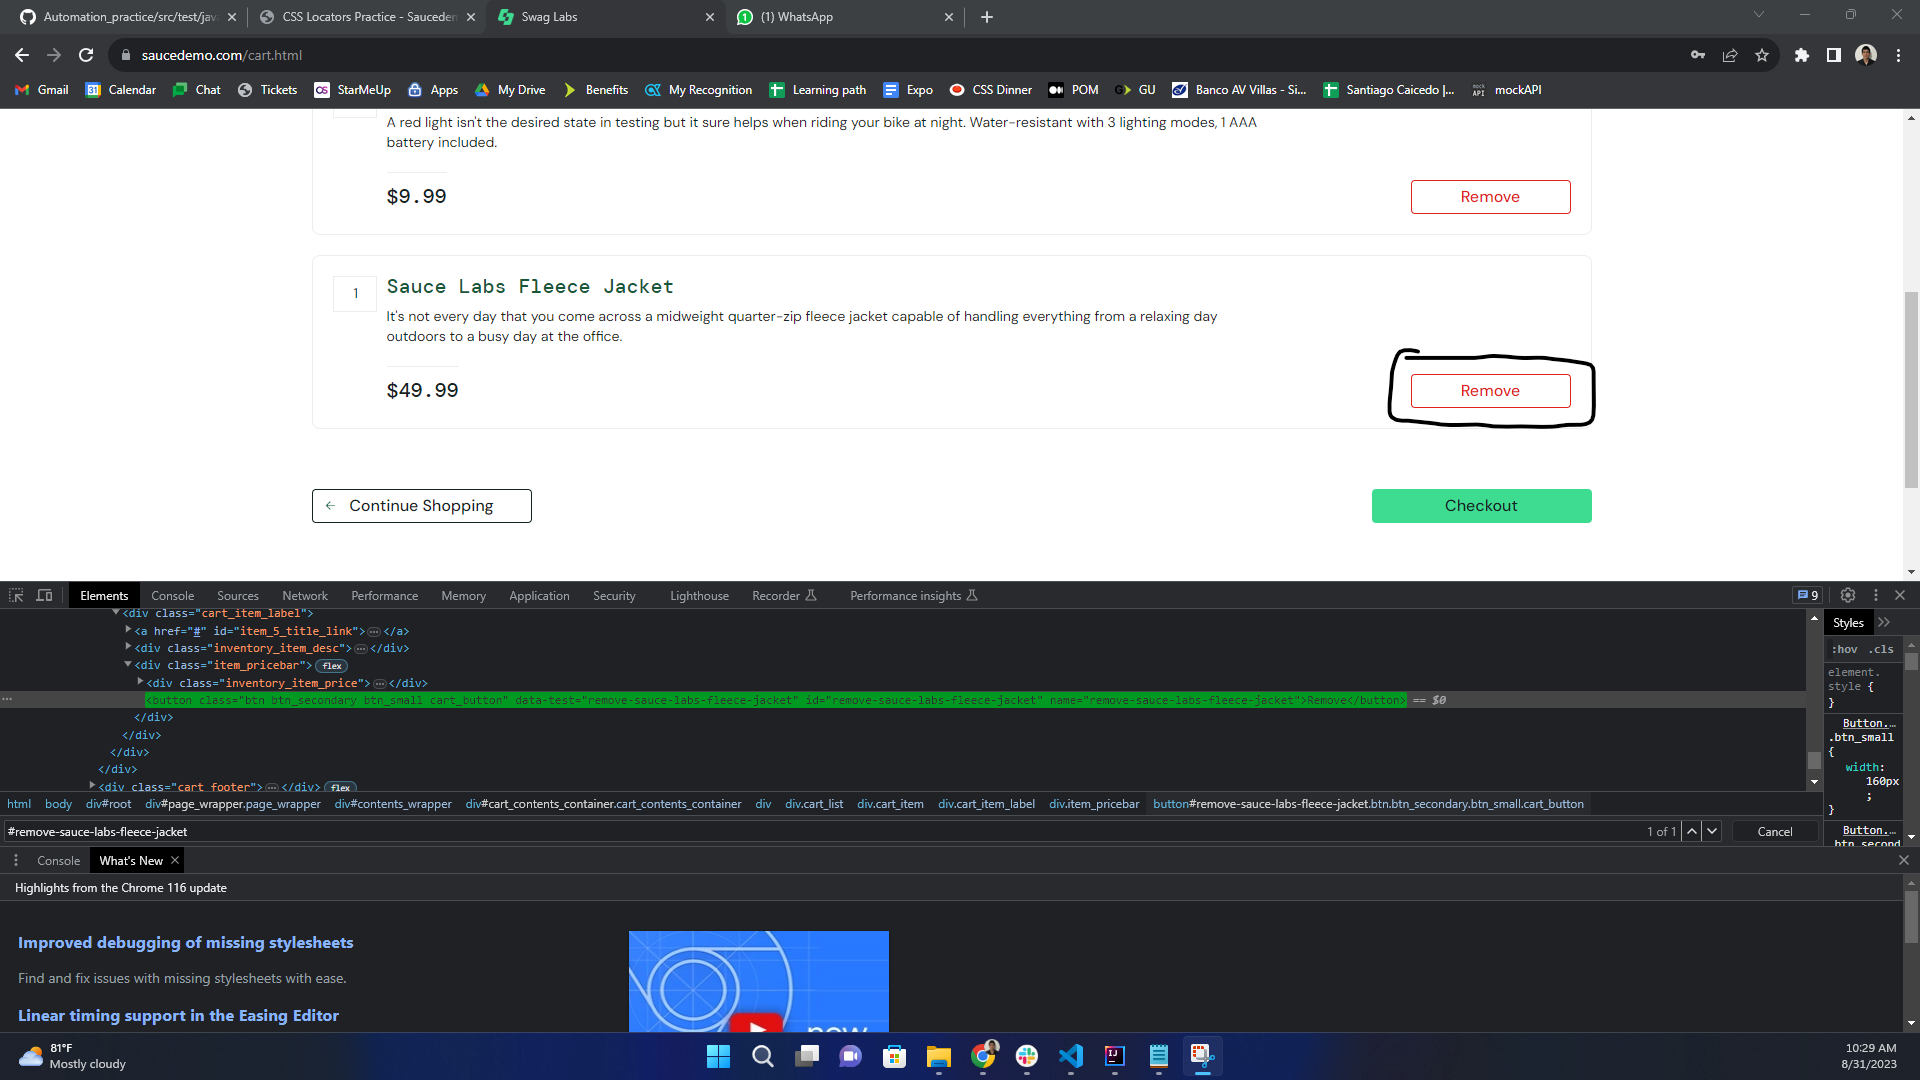 Automation_practice/src/test/java
CSS Locators Practice - Saucedem
Swag Labs
(1) WhatsApp
saucedemo.com/cart.html
Gmail
Calendar
Chat
Tickets
StarMeUp
Apps
My Drive
Benefits
My Recognition
Learning path
Expo
CSS Dinner
POM
GU
Banco AV Villas - Si...
Santiago Caicedo |...
mockAPI
A red light isn't the desired state in testing but it sure helps when riding your bike at night. Water-resistant with 3 lighting modes, 1 AAA
battery included.
$9.99
Remove
1
Sauce Labs Fleece Jacket
It's not every day that you come across a midweight quarter-zip fleece jacket capable of handling everything from a relaxing day
outdoors to a busy day at the office.
$49.99
Remove
← Continue Shopping
Checkout
Elements Console Sources Network Performance Memory Application Security Lighthouse Recorder Performance insights 9
<div class="cart_item_label">
<a href="#" id="item_5_title_link">…</a>
<div class="inventory_item_desc">…</div>
<div class="item_pricebar"> flex
<div class="inventory_item_price">…</div>
<button class="btn btn_secondary btn_small cart_button" data-test="remove-sauce-labs-fleece-jacket" id="remove-sauce-labs-fleece-jacket" name="remove-sauce-labs-fleece-jacket">Remove</button> == $0
</div>
</div>
</div>
</div>
<div class="cart_footer">…</div> flex
Styles
:hov .cls
element.
style {
}
Button.…
.btn_small
{
width:
160px
;
}
Button.…
.btn_second
html body div#root div#page_wrapper.page_wrapper div#contents_wrapper div#cart_contents_container.cart_contents_container div div.cart_list div.cart_item div.cart_item_label div.item_pricebar button#remove-sauce-labs-fleece-jacket.btn.btn_secondary.btn_small.cart_button
#remove-sauce-labs-fleece-jacket
1 of 1
Cancel
Console
What's New
Highlights from the Chrome 116 update
Improved debugging of missing stylesheets
Find and fix issues with missing stylesheets with ease.
Linear timing support in the Easing Editor
new
81°F
Mostly cloudy
10:29 AM
8/31/2023